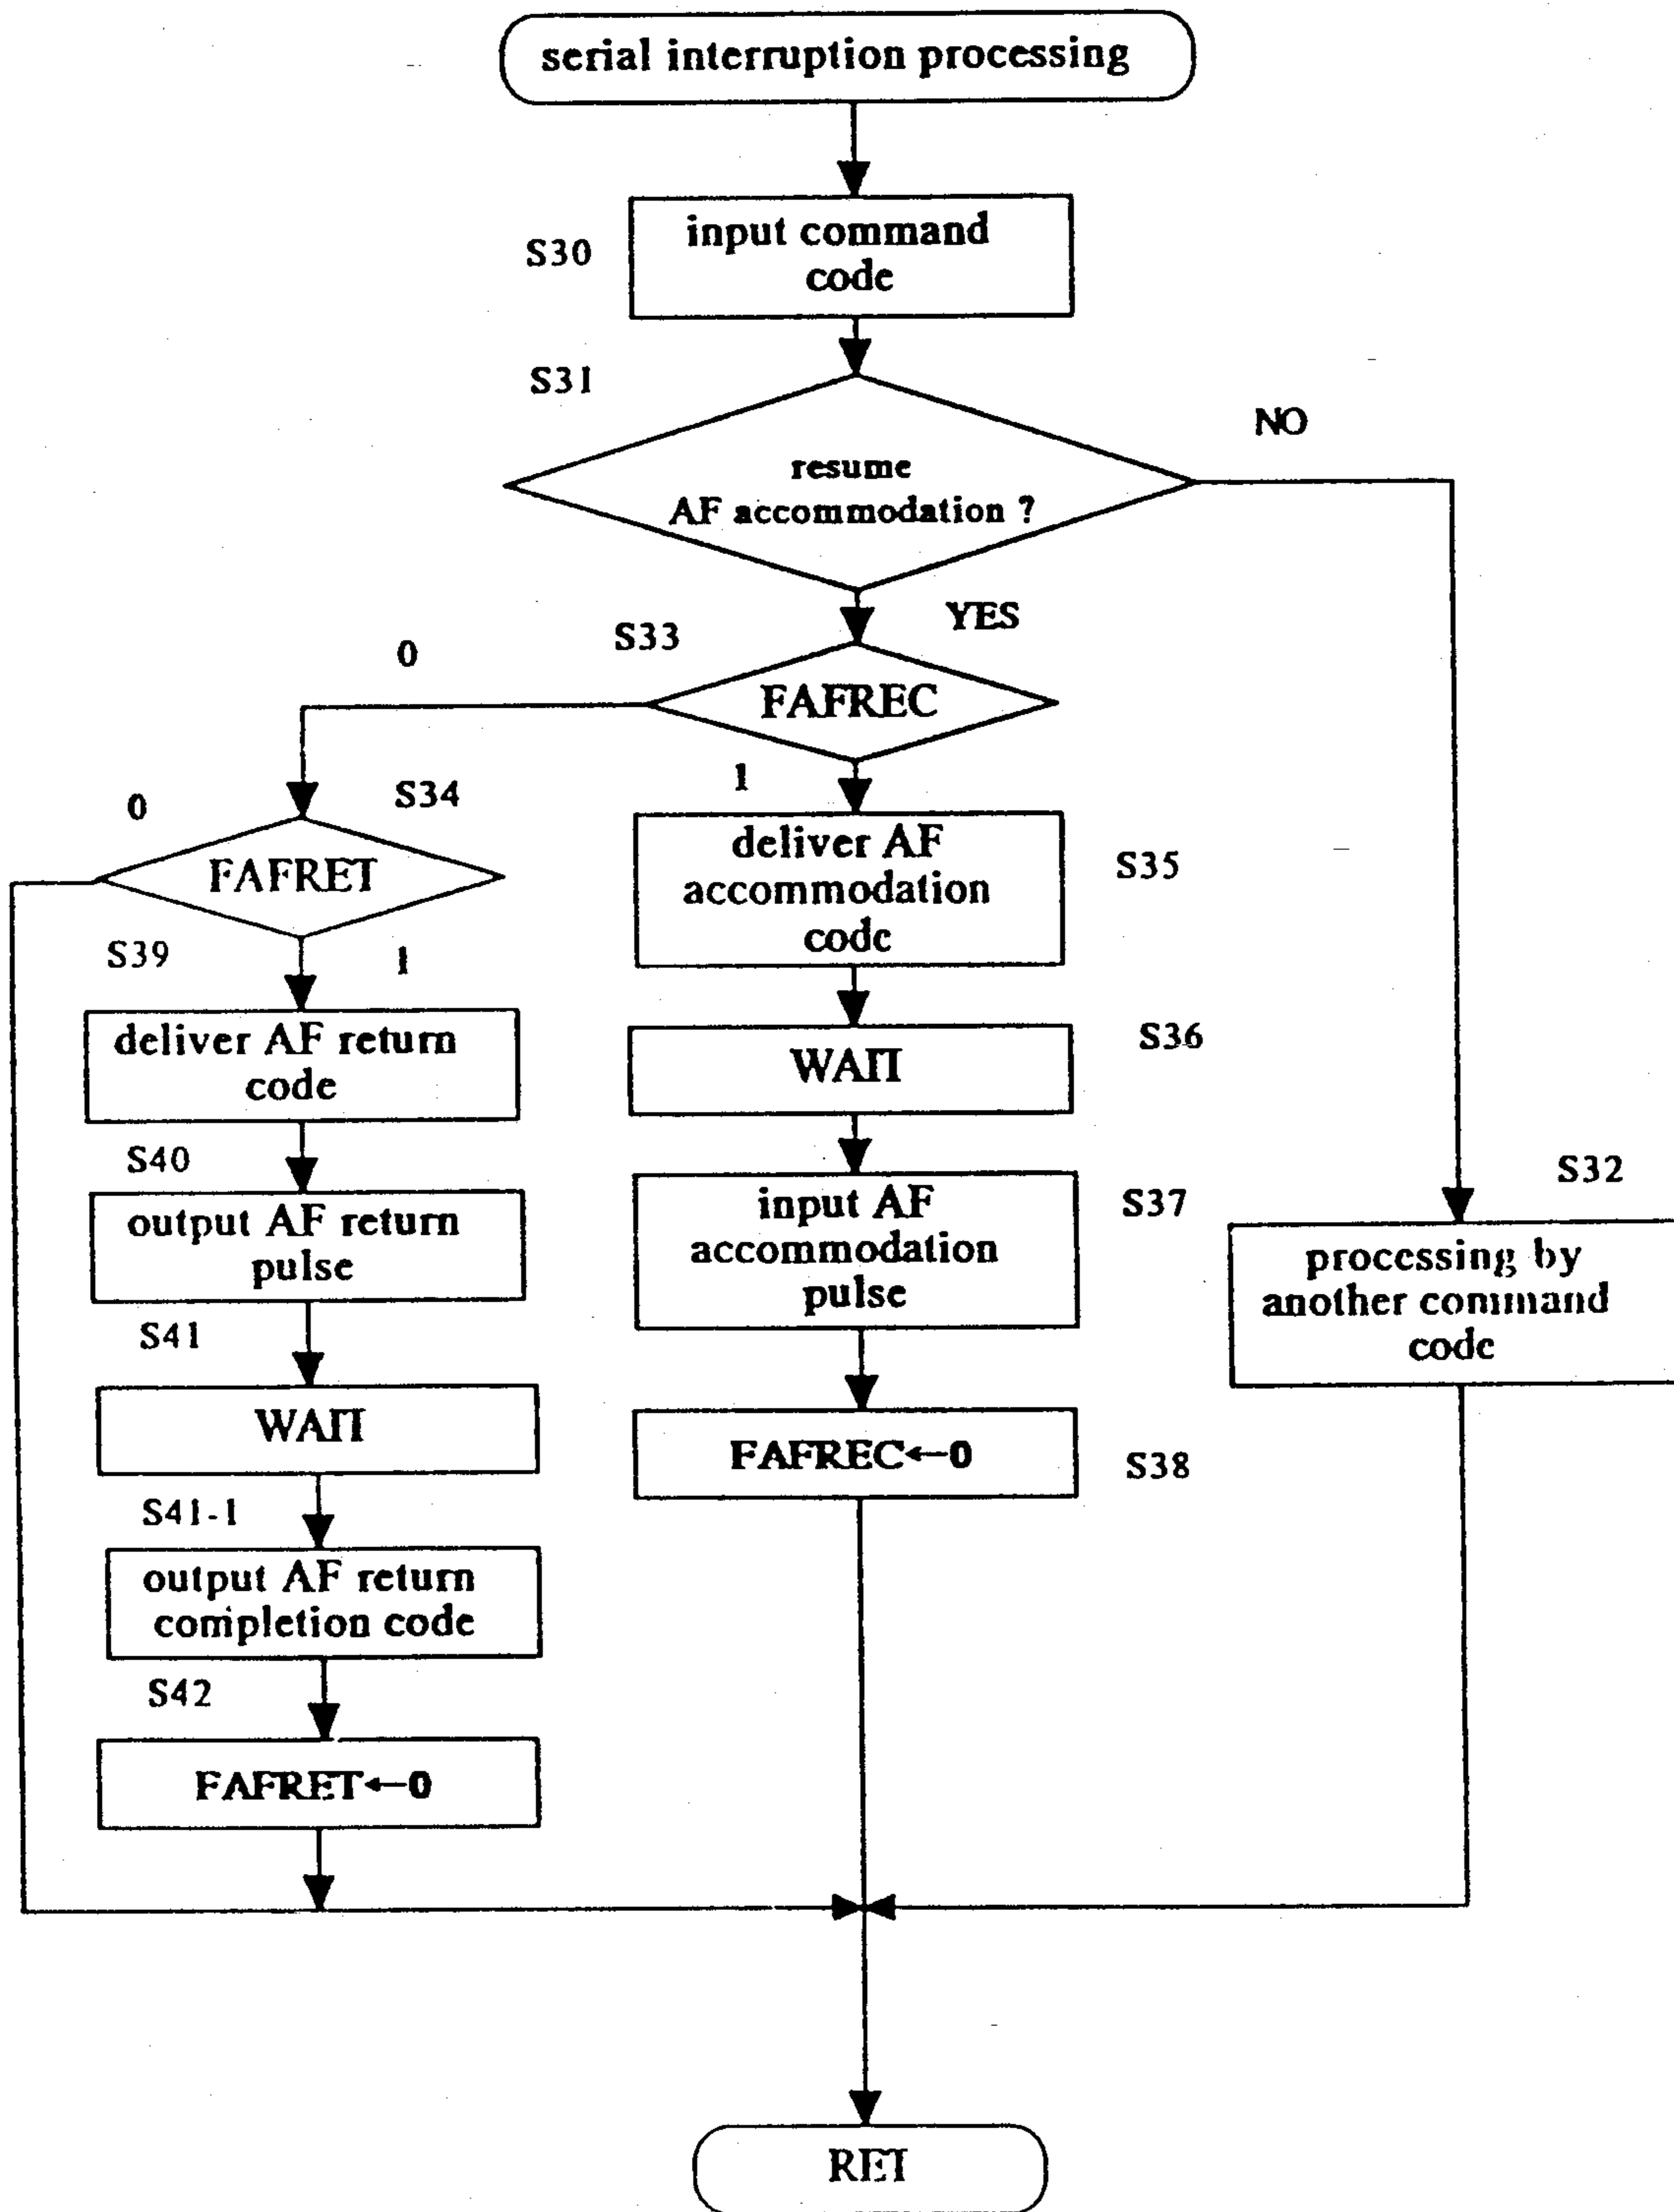 serial interruption processing
S30
input command
code
S31
NO
resume
AF accommodation ?
YES
S33
0
FAFREC
1
S34
0
FAFRET
deliver AF
accommodation
code
S35
S39
1
deliver AF return
code
WAIT
S36
S40
output AF return
pulse
input AF
accommodation
pulse
S37
S32
processing by
another command
code
S41
WAIT
FAFREC←0
S38
S41-1
output AF return
completion code
S42
FAFRET←0
RET